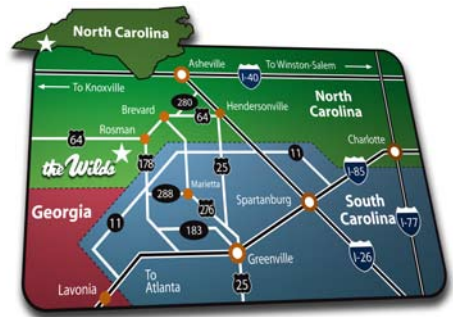 North Carolina
Asheville
To Winston-Salem
I-40
To Knoxville
280
Brevard
64
Hendersonville
North
Carolina
Rosman
64
Charlotte
the Wilds
178
25
11
I-85
Georgia
288
Marietta
276
Spartanburg
South
Carolina
I-77
11
183
Greenville
I-26
To
Atlanta
Lavonia
25